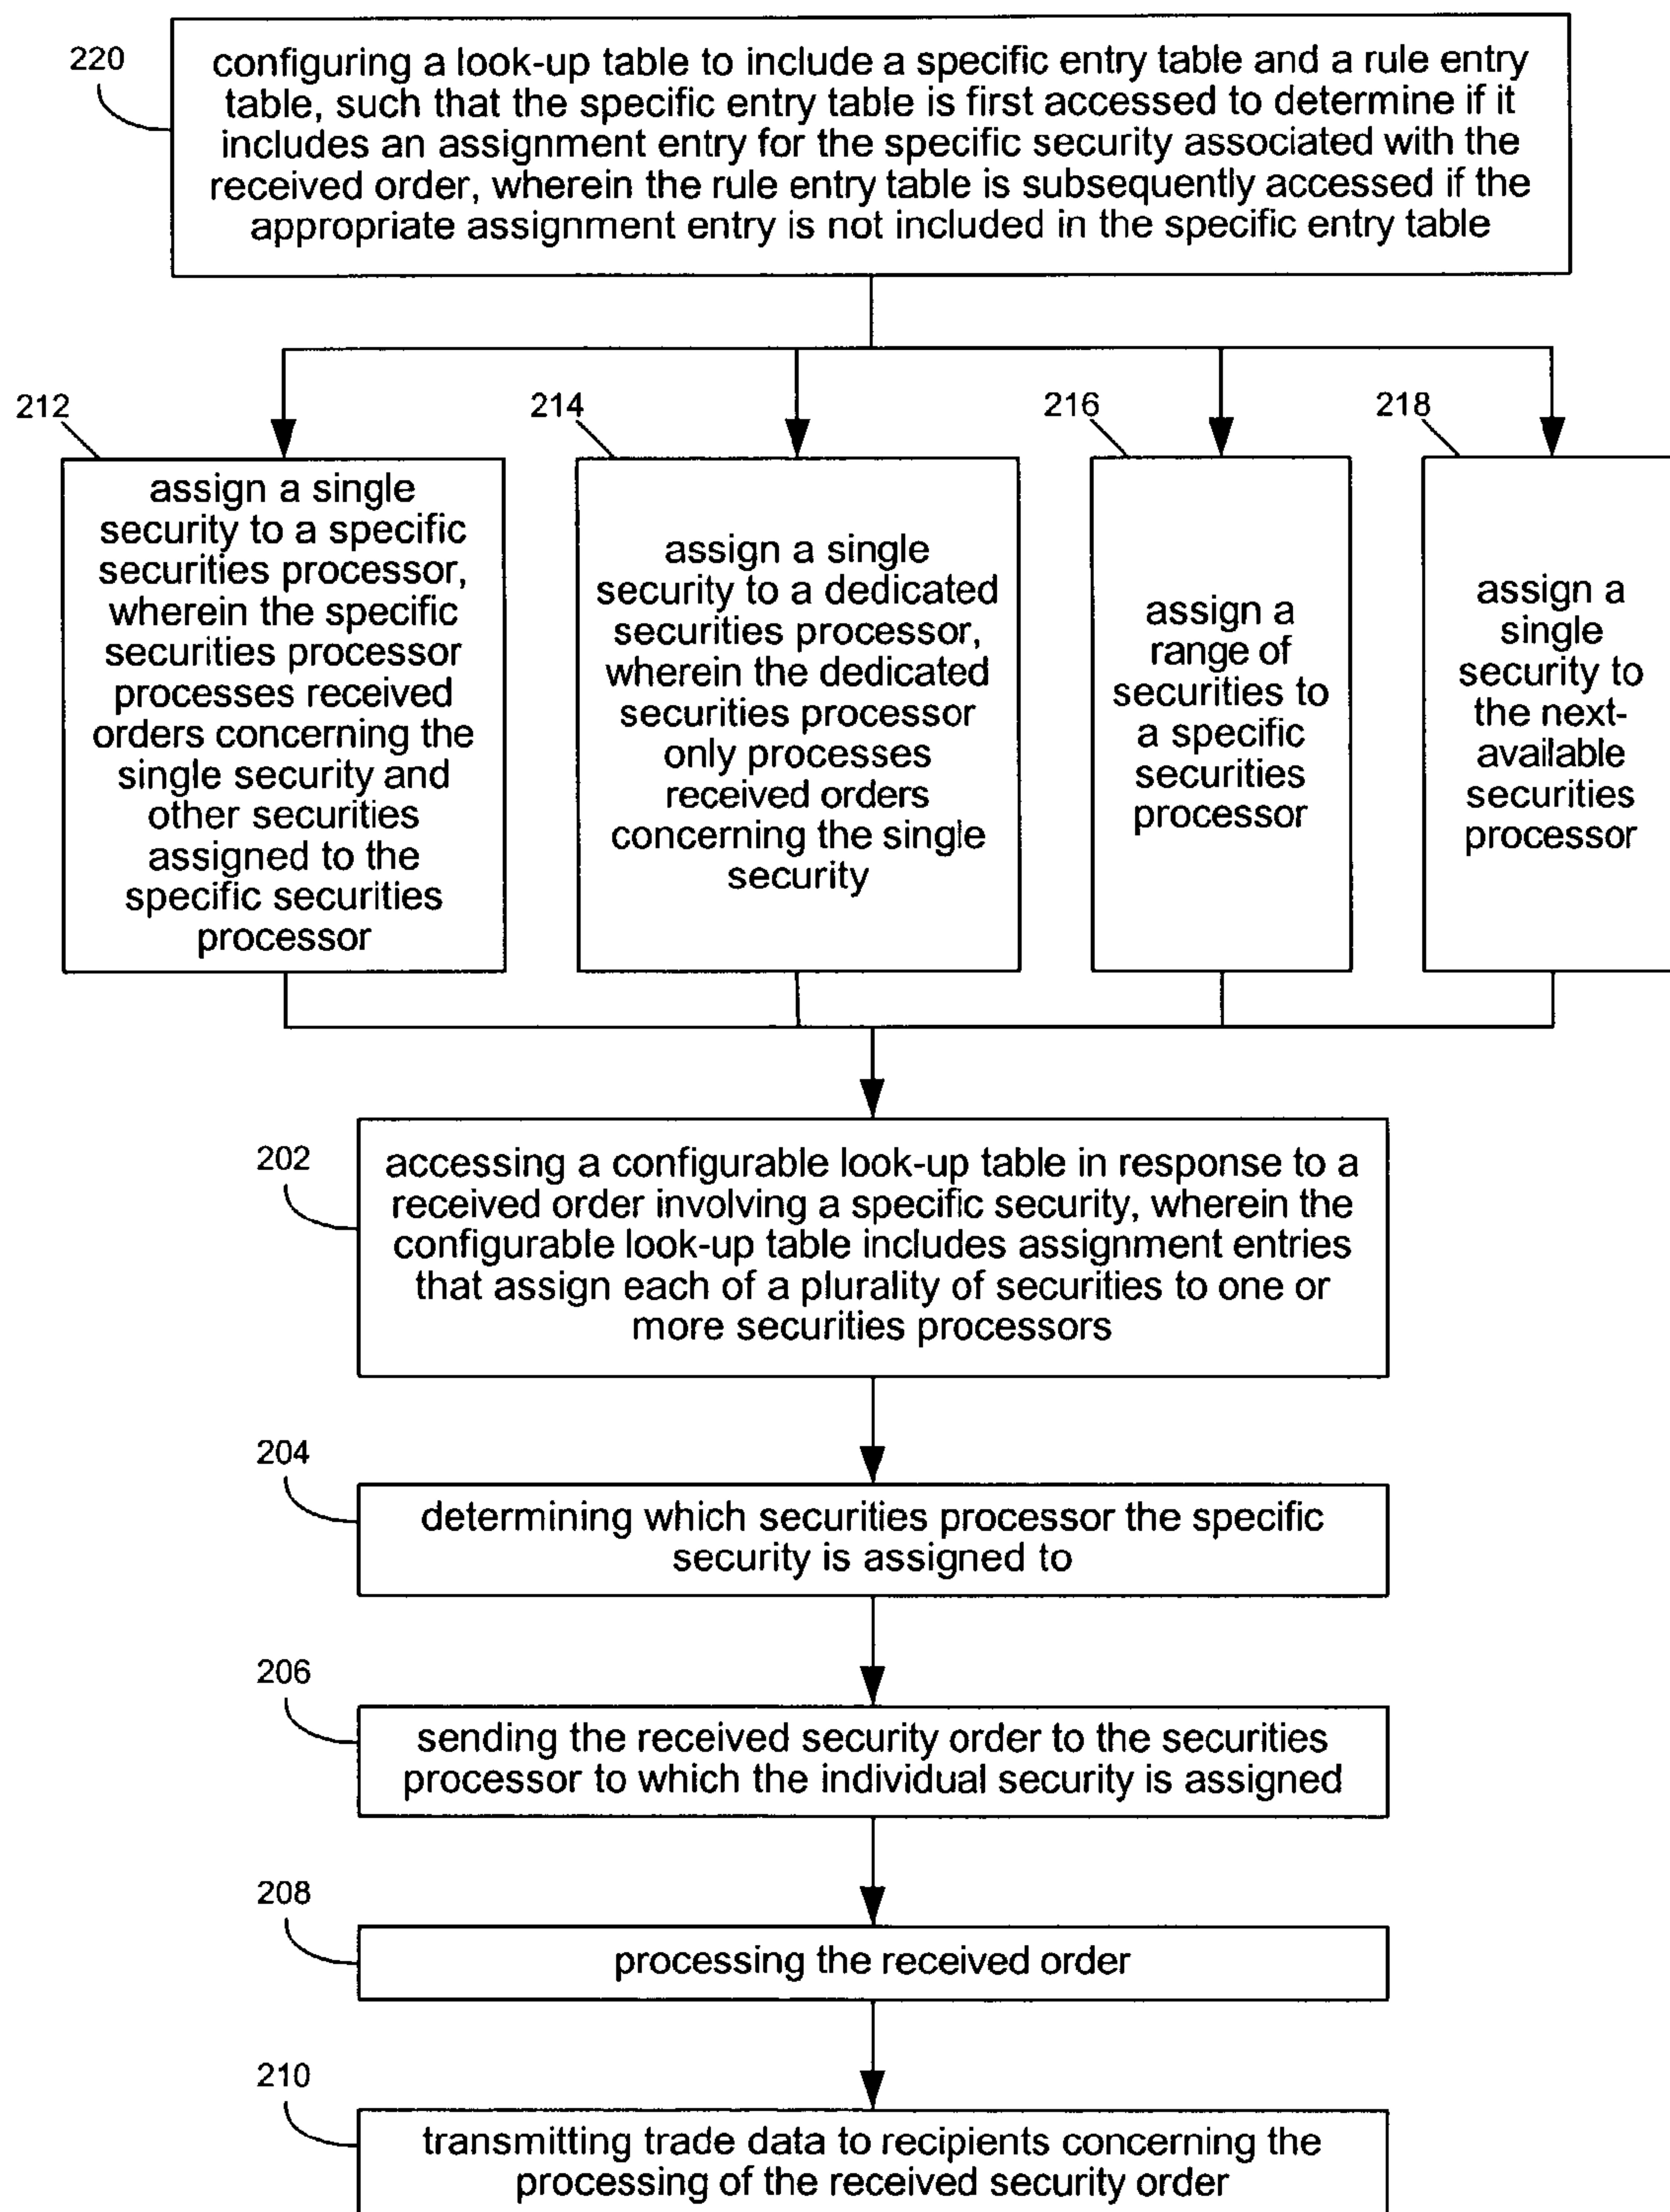 220
configuring a look-up table to include a specific entry table and a rule entry
table, such that the specific entry table is first accessed to determine if it
includes an assignment entry for the specific security associated with the
received order, wherein the rule entry table is subsequently accessed if the
appropriate assignment entry is not included in the specific entry table
212
assign a single
security to a specific
securities processor,
wherein the specific
securities processor
processes received
orders concerning the
single security and
other securities
assigned to the
specific securities
processor
214
assign a single
security to a dedicated
securities processor,
wherein the dedicated
securities processor
only processes
received orders
concerning the single
security
216
assign a
range of
securities to
a specific
securities
processor
218
assign a
single
security to
the next-
available
securities
processor
202
accessing a configurable look-up table in response to a
received order involving a specific security, wherein the
configurable look-up table includes assignment entries
that assign each of a plurality of securities to one or
more securities processors
204
determining which securities processor the specific
security is assigned to
206
sending the received security order to the securities
processor to which the individual security is assigned
208
processing the received order
210
transmitting trade data to recipients concerning the
processing of the received security order